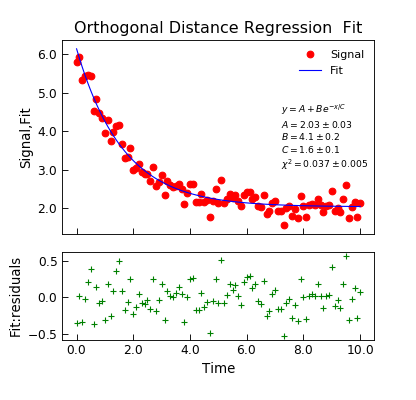 Orthogonal Distance Regression  Fit
6.0
5.0
4.0
3.0
2.0
Signal,Fit
Signal
Fit
y = A + Be^{-x/C}
A = 2.03 ± 0.03
B = 4.1 ± 0.2
C = 1.6 ± 0.1
χ² = 0.037 ± 0.005
0.5
0.0
−0.5
Fit:residuals
0.0 2.0 4.0 6.0 8.0 10.0
Time